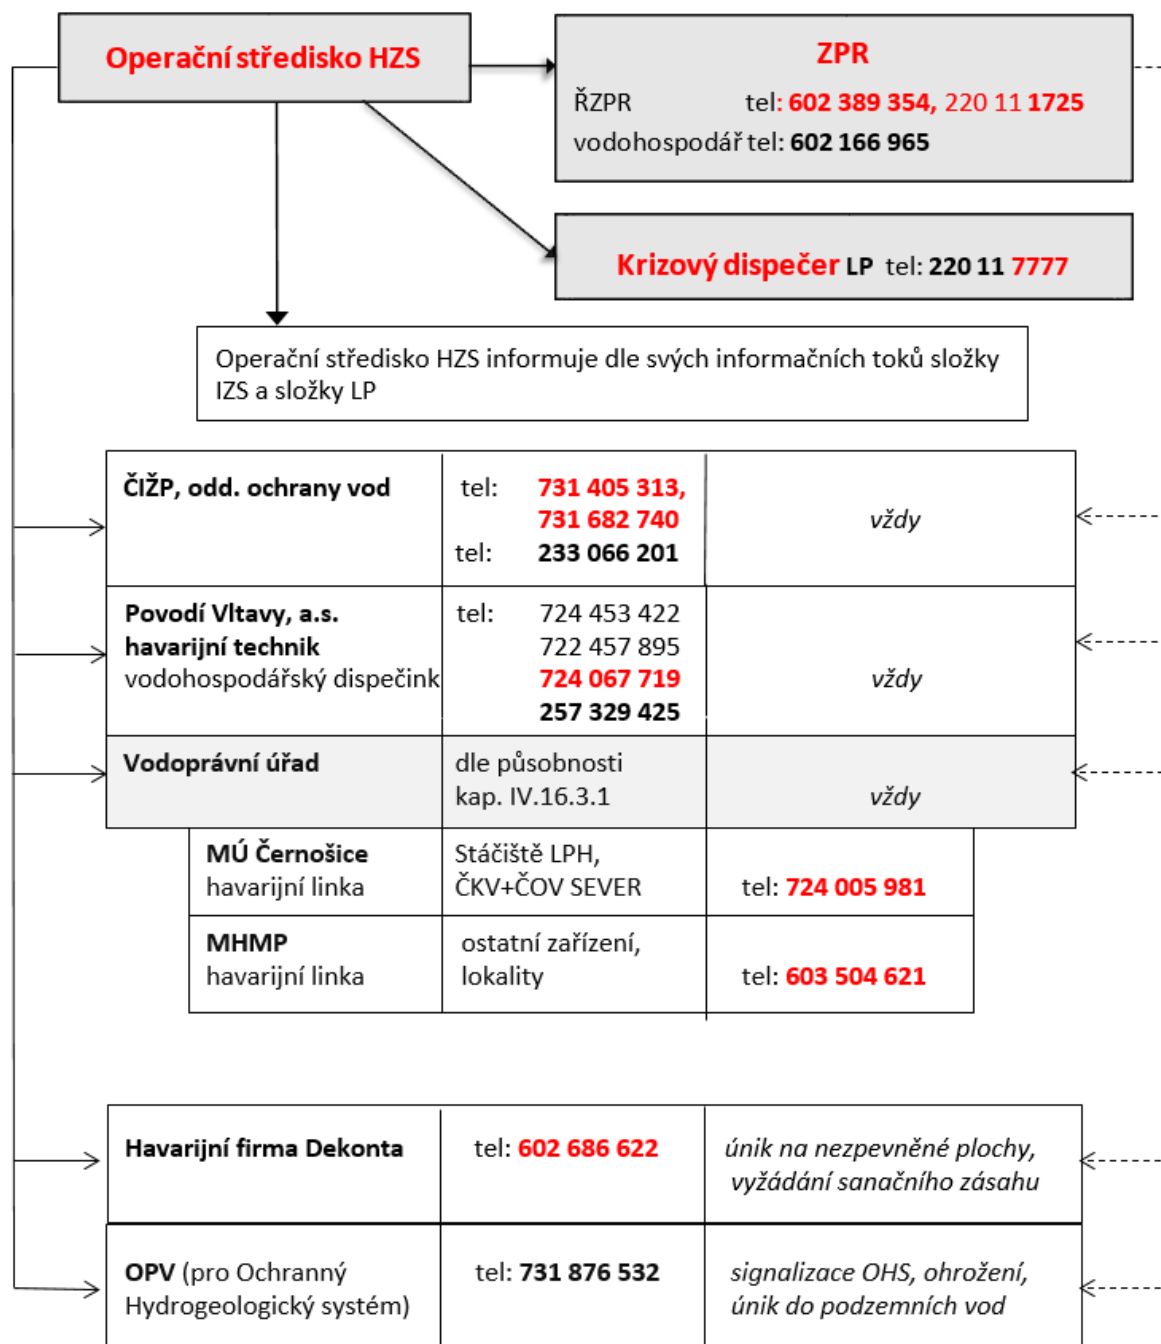 Operační středisko HZS
ZPR
ŘZPR tel: 602 389 354, 220 11 1725
vodohospodář tel: 602 166 965
Krizový dispečer LP tel: 220 11 7777
Operační středisko HZS informuje dle svých informačních toků složky
IZS a složky LP
ČIŽP, odd. ochrany vod tel: 731 405 313,
731 682 740
vždy
tel: 233 066 201
Povodí Vltavy, a.s. tel: 724 453 422
havarijní technik 722 457 895
vodohospodářský dispečink 724 067 719 vždy
257 329 425
Vodoprávní úřad dle působnosti
kap. IV.16.3.1 vždy
MÚ Černošice Stáčiště LPH,
havarijní linka ČKV+ČOV SEVER tel: 724 005 981
MHMP ostatní zařízení,
havarijní linka lokality tel: 603 504 621
Havarijní firma Dekonta tel: 602 686 622 únik na nezpevněné plochy,
vyžádání sanačního zásahu
OPV (pro Ochranný tel: 731 876 532 signalizace OHS, ohrožení,
Hydrogeologický systém) únik do podzemních vod